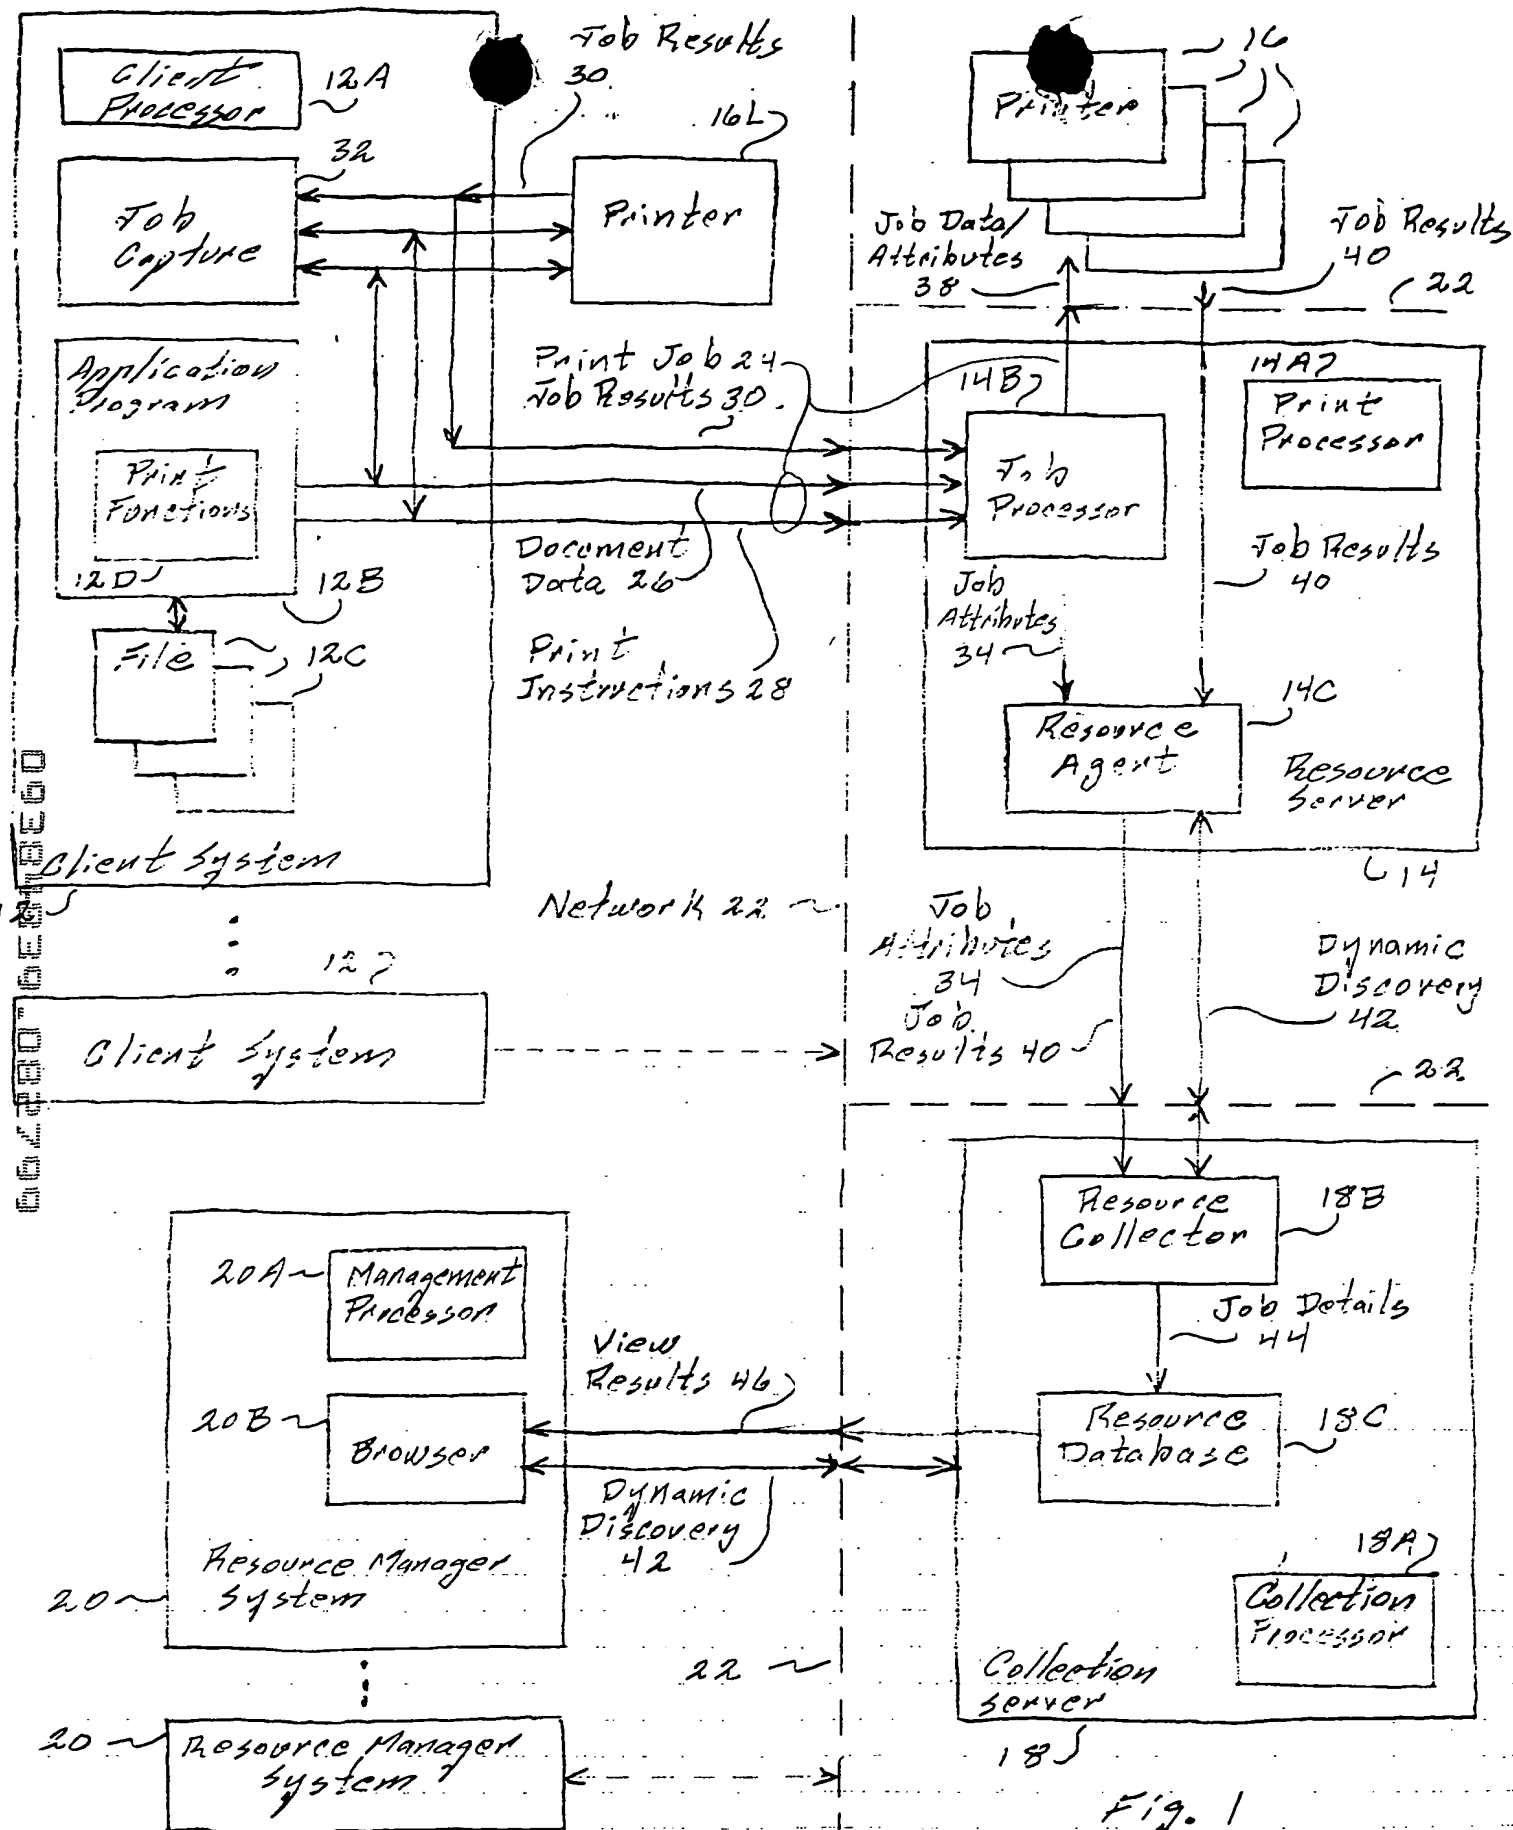 Client
Processor
12A
Job Results
30
16L
16
Printer
32
Job
Capture
Printer
Job Data/
Attributes
38
Job Results
40
22
Application
Program
Print
Functions
12D
12B
File
12C
Client System
12
Print Job 24
Job Results 30
Document
Data 26
Print
Instructions 28
14B
Job
Processor
14A
Print
Processor
Job Results
40
Job
Attributes
34
Resource
Agent
14C
Resource
Server
14
Network 22
Job
Attributes
34
Job
Results 40
Dynamic
Discovery
42
22
12
Client System
20A
Management
Processor
20B
Browser
View
Results 46
Dynamic
Discovery
42
Resource Manager
System
20
Resource
Collector
18B
Job Details
44
Resource
Database
18C
18A
Collection
Processor
Collection
Server
18
22
20
Resource Manager
System
Fig. 1